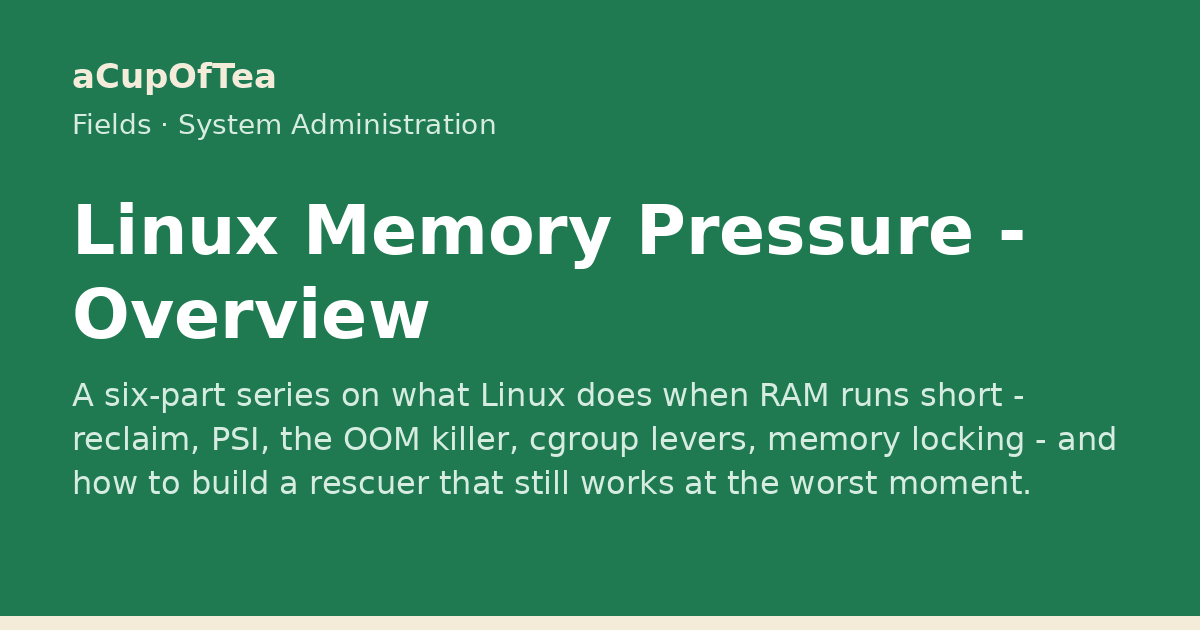 aCupOfTea
Fields · System Administration
Linux Memory Pressure -
Overview
A six-part series on what Linux does when RAM runs short -
reclaim, PSI, the OOM killer, cgroup levers, memory locking - and
how to build a rescuer that still works at the worst moment.